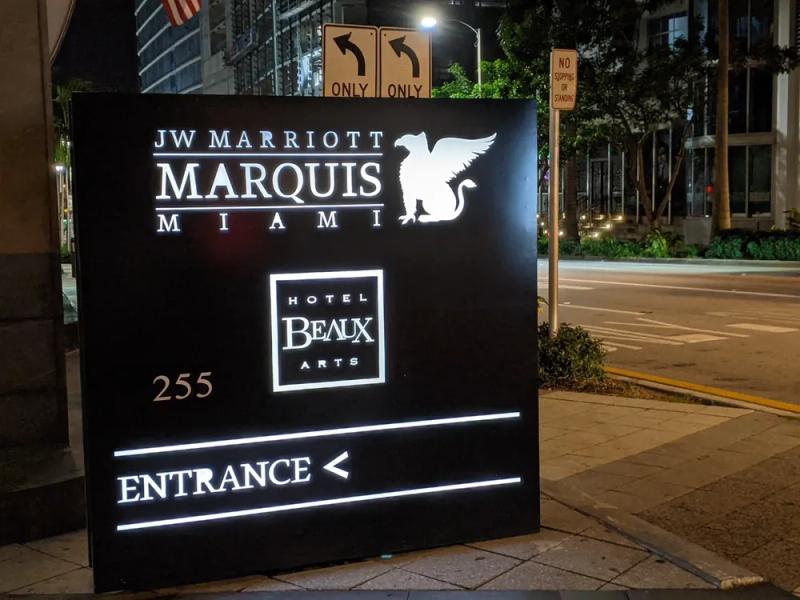 ONLY
ONLY
NO
STOPPING
OR
STANDING
JW MARRIOTT
MARQUIS
MIAMI
HOTEL
BEAUX
ARTS
255
ENTRANCE <